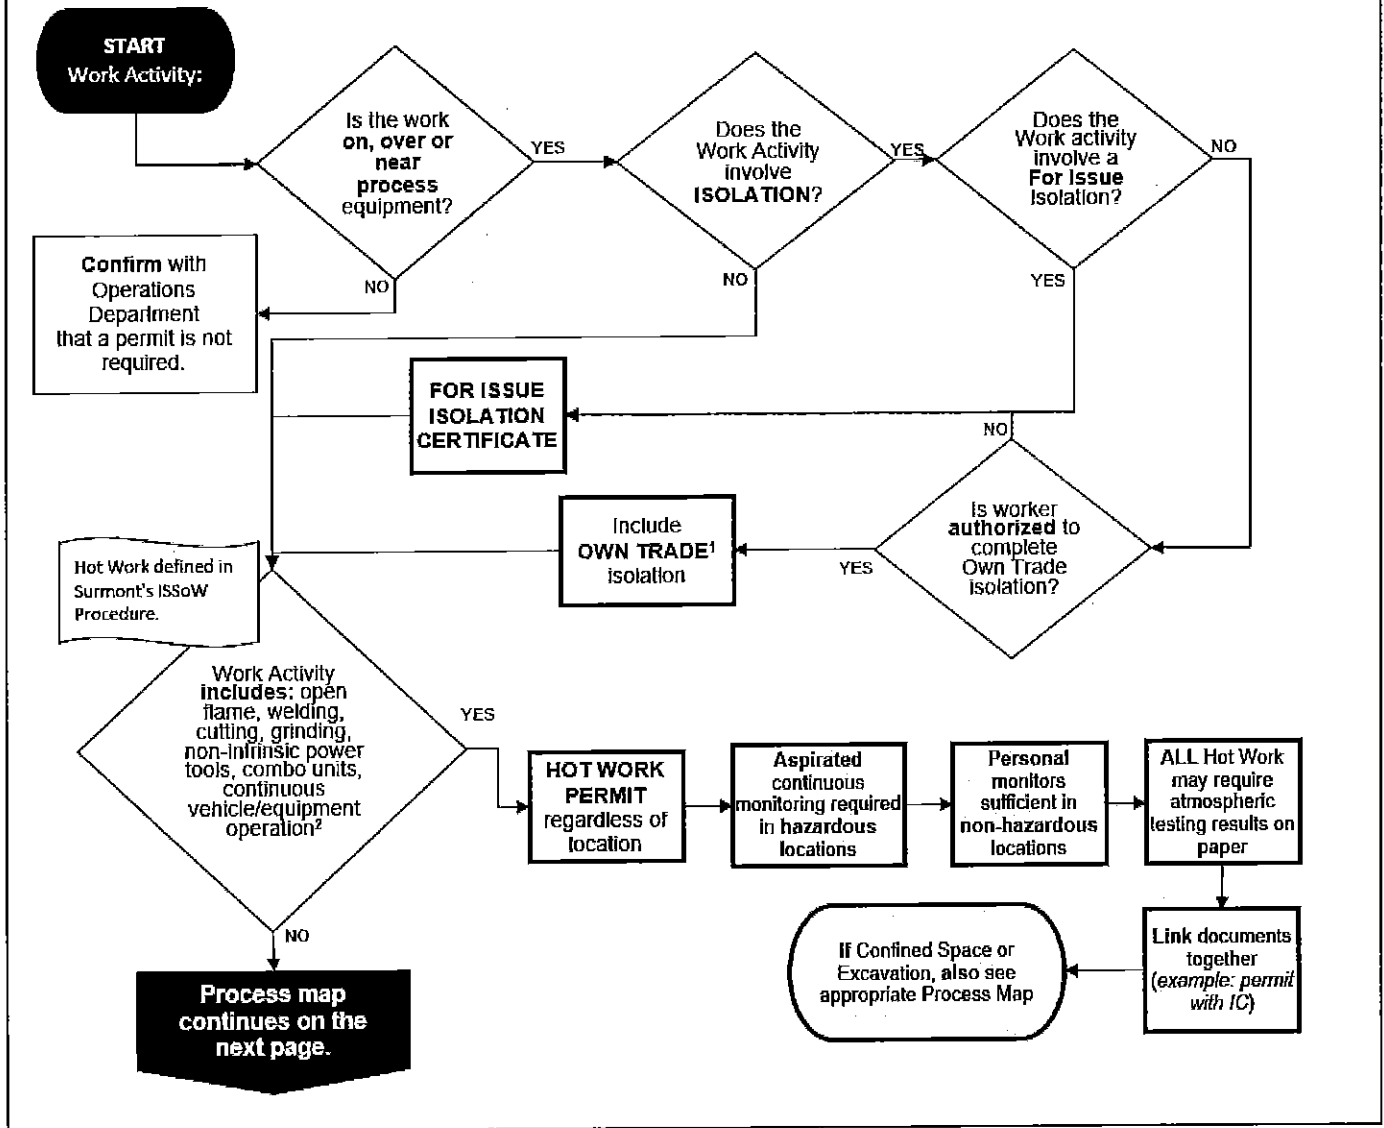 START
Work Activity:
Is the work
on, over or
near
process
equipment?
YES
NO
Confirm with
Operations
Department
that a permit is not
required.
Does the
Work Activity
involve
ISOLATION?
YES
NO
Does the
Work activity
involve a
For Issue
Isolation?
NO
YES
FOR ISSUE
ISOLATION
CERTIFICATE
NO
Is worker
authorized to
complete
Own Trade
isolation?
YES
Include
OWN TRADE¹
isolation
Hot Work defined in
Surmont's ISSoW
Procedure.
Work Activity
includes: open
flame, welding,
cutting, grinding,
non-intrinsic power
tools, combo units,
continuous
vehicle/equipment
operation²
YES
NO
HOT WORK
PERMIT
regardless of
location
Aspirated
continuous
monitoring required
in hazardous
locations
Personal
monitors
sufficient in
non-hazardous
locations
ALL Hot Work
may require
atmospheric
testing results on
paper
Link documents
together
(example: permit
with IC)
If Confined Space or
Excavation, also see
appropriate Process Map
Process map
continues on the
next page.